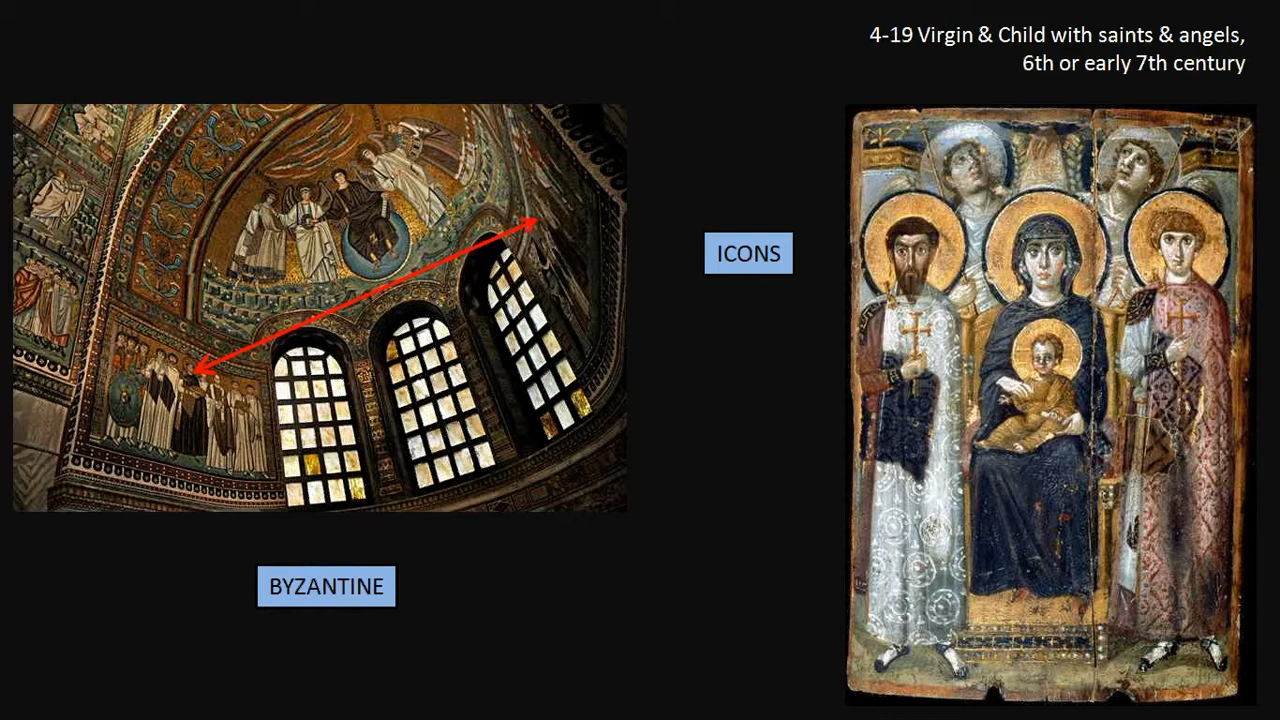 4-19 Virgin & Child with saints & angels,
6th or early 7th century
ICONS
BYZANTINE